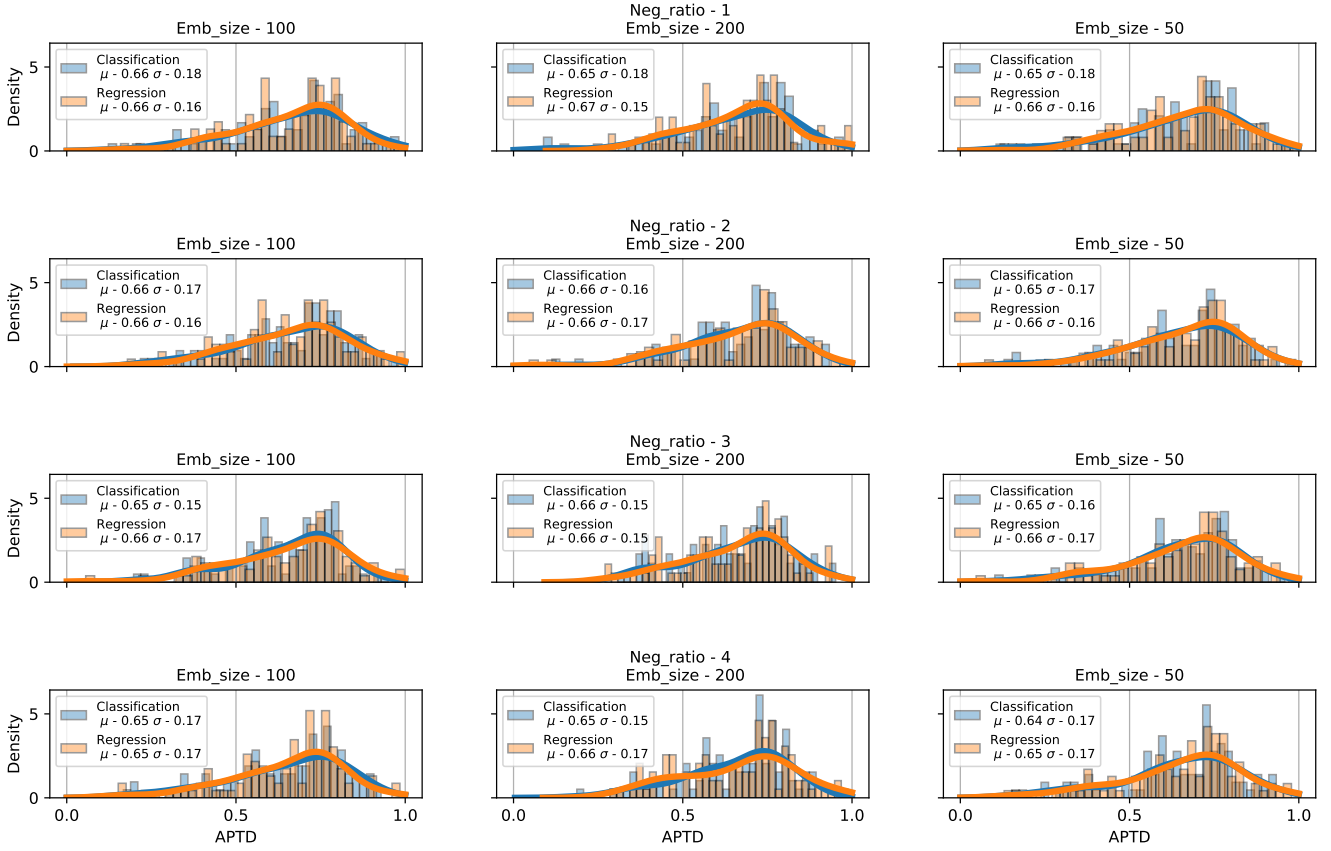 Neg_ratio - 1
Emb_size - 100
Emb_size - 200
Emb_size - 50
Density
5
0
Classification
μ - 0.66 σ - 0.18
Regression
μ - 0.66 σ - 0.16
Classification
μ - 0.65 σ - 0.18
Regression
μ - 0.67 σ - 0.15
Classification
μ - 0.65 σ - 0.18
Regression
μ - 0.66 σ - 0.16
Neg_ratio - 2
Emb_size - 100
Emb_size - 200
Emb_size - 50
Density
5
0
Classification
μ - 0.66 σ - 0.17
Regression
μ - 0.66 σ - 0.16
Classification
μ - 0.66 σ - 0.16
Regression
μ - 0.66 σ - 0.17
Classification
μ - 0.65 σ - 0.17
Regression
μ - 0.66 σ - 0.16
Neg_ratio - 3
Emb_size - 100
Emb_size - 200
Emb_size - 50
Density
5
0
Classification
μ - 0.65 σ - 0.15
Regression
μ - 0.66 σ - 0.17
Classification
μ - 0.66 σ - 0.15
Regression
μ - 0.66 σ - 0.15
Classification
μ - 0.65 σ - 0.16
Regression
μ - 0.66 σ - 0.17
Neg_ratio - 4
Emb_size - 100
Emb_size - 200
Emb_size - 50
Density
5
0
Classification
μ - 0.65 σ - 0.17
Regression
μ - 0.65 σ - 0.17
Classification
μ - 0.65 σ - 0.15
Regression
μ - 0.66 σ - 0.17
Classification
μ - 0.64 σ - 0.17
Regression
μ - 0.65 σ - 0.17
0.0 0.5 1.0
0.0 0.5 1.0
0.0 0.5 1.0
APTD
APTD
APTD